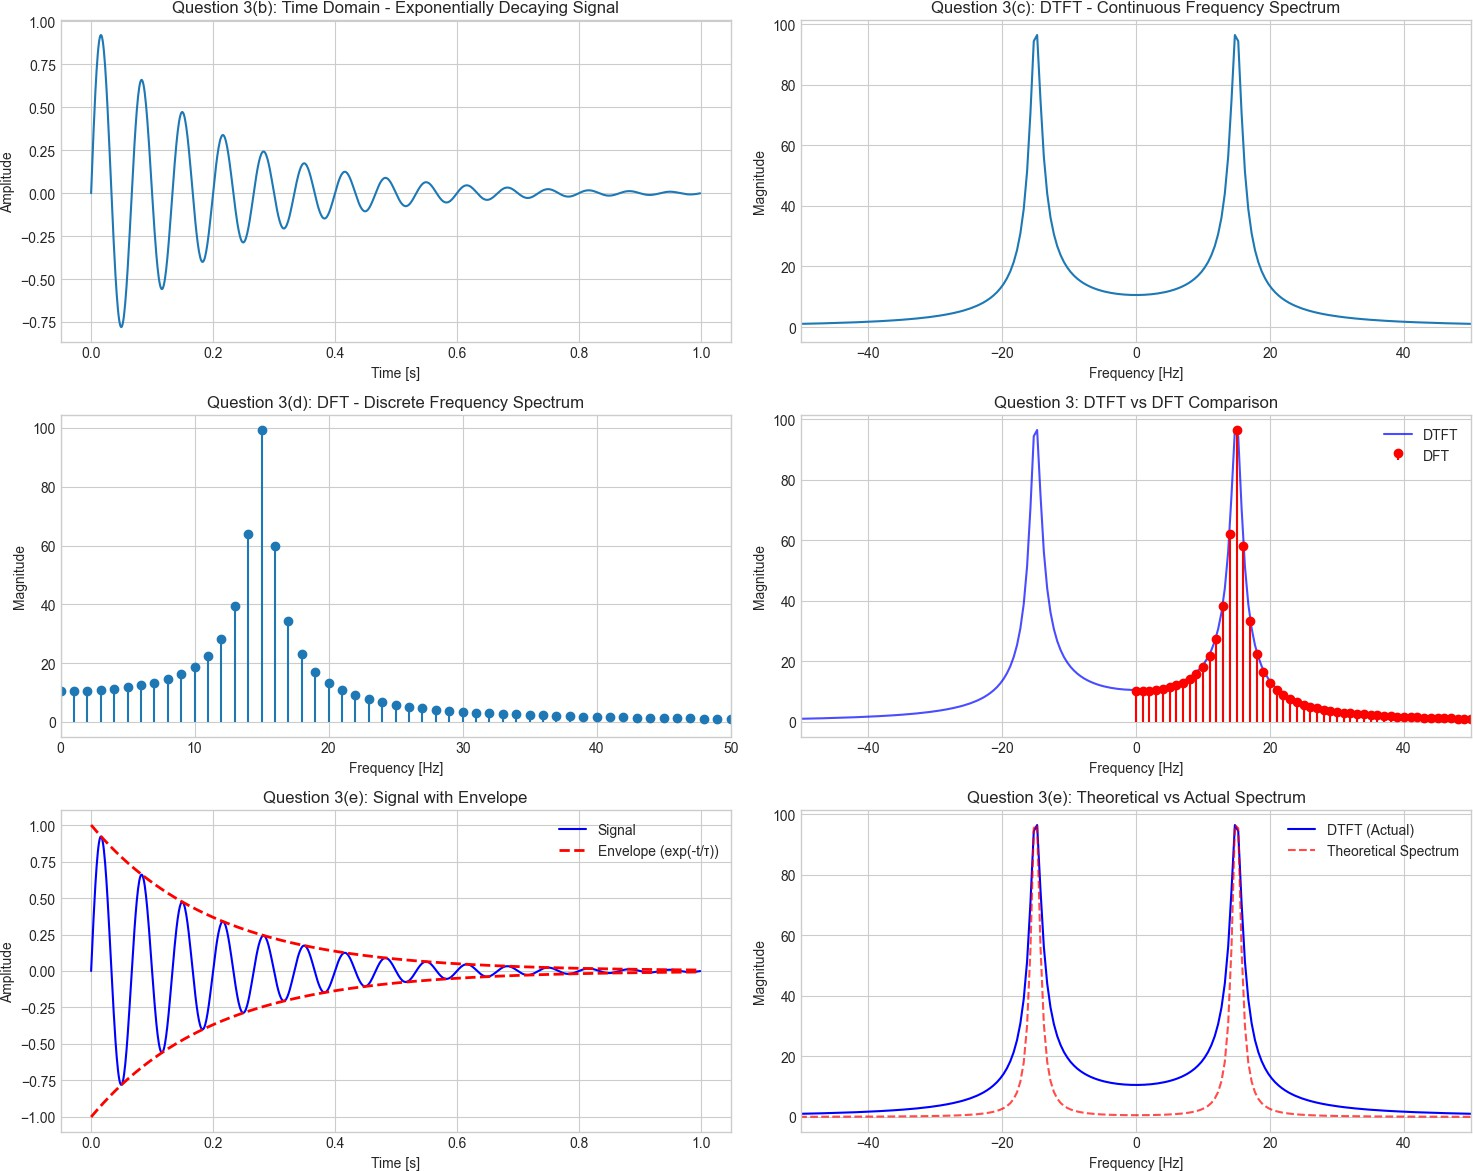 Question 3(b): Time Domain - Exponentially Decaying Signal
1.00
0.75
0.50
0.25
0.00
−0.25
−0.50
−0.75
Amplitude
0.0 0.2 0.4 0.6 0.8 1.0
Time [s]
Question 3(c): DTFT - Continuous Frequency Spectrum
100
80
60
40
20
0
Magnitude
−40 −20 0 20 40
Frequency [Hz]
Question 3(d): DFT - Discrete Frequency Spectrum
100
80
60
40
20
0
Magnitude
0 10 20 30 40 50
Frequency [Hz]
Question 3: DTFT vs DFT Comparison
DTFT
DFT
100
80
60
40
20
0
Magnitude
−40 −20 0 20 40
Frequency [Hz]
Question 3(e): Signal with Envelope
Signal
Envelope (exp(-t/τ))
1.00
0.75
0.50
0.25
0.00
−0.25
−0.50
−0.75
−1.00
Amplitude
0.0 0.2 0.4 0.6 0.8 1.0
Time [s]
Question 3(e): Theoretical vs Actual Spectrum
DTFT (Actual)
Theoretical Spectrum
100
80
60
40
20
0
Magnitude
−40 −20 0 20 40
Frequency [Hz]